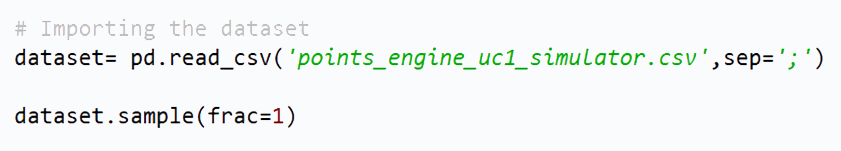 # Importing the dataset
dataset= pd.read_csv('points_engine_uc1_simulator.csv',sep=';')
dataset.sample(frac=1)